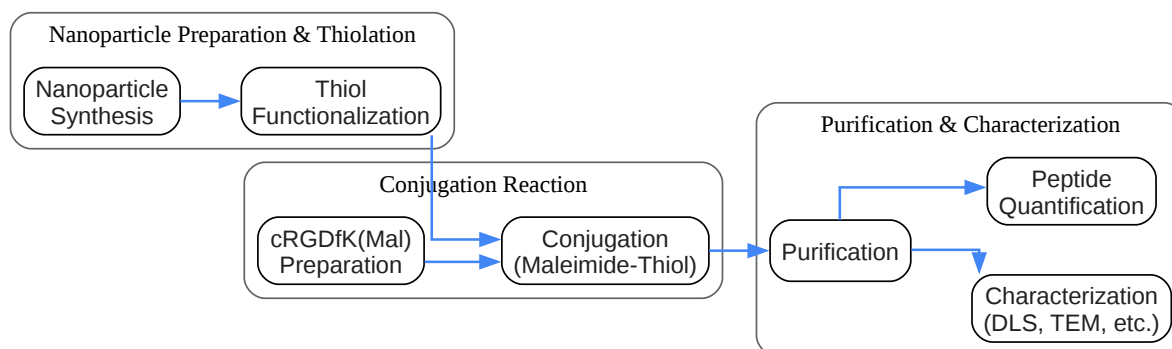 Nanoparticle Preparation & Thiolation
Nanoparticle
Synthesis
Thiol
Functionalization
Conjugation Reaction
cRGDfK(Mal)
Preparation
Conjugation
(Maleimide-Thiol)
Purification & Characterization
Purification
Peptide
Quantification
Characterization
(DLS, TEM, etc.)